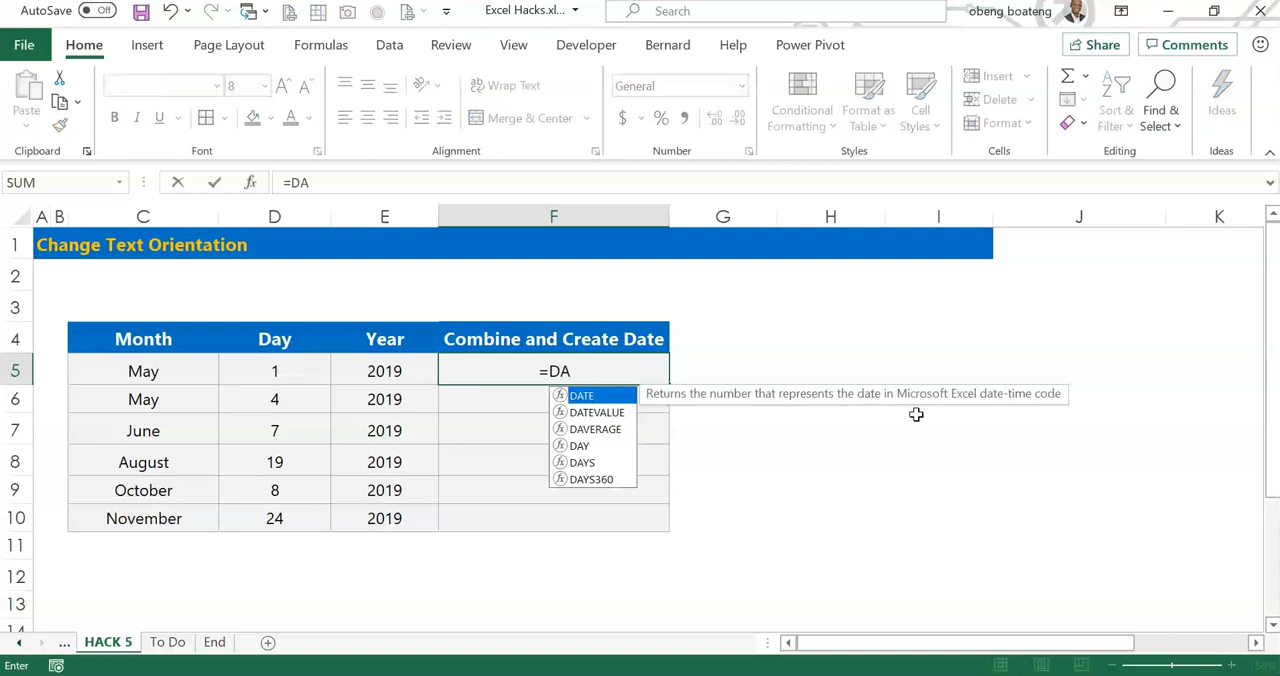 AutoSave Off Excel Hacks.xl... Search obeng boateng
File Home Insert Page Layout Formulas Data Review View Developer Bernard Help Power Pivot Share Comments
Paste 8 A A Wrap Text General Conditional Formatting Format as Table Cell Styles Insert Sort & Filter Find & Select Ideas
B I U A Merge & Center $ % Delete
Format
Clipboard Font Alignment Number Styles Cells Editing Ideas
SUM fx =DA
A B C D E F G H I J K
1 Change Text Orientation
2
3
4 Month Day Year Combine and Create Date
5 May 1 2019 =DA
DATE Returns the number that represents the date in Microsoft Excel date-time code
6 May 4 2019
DATEVALUE
7 June 7 2019
DAVERAGE
DAY
8 August 19 2019
DAYS
DAYS360
9 October 8 2019
10 November 24 2019
11
12
13
14
... HACK 5 To Do End
Enter